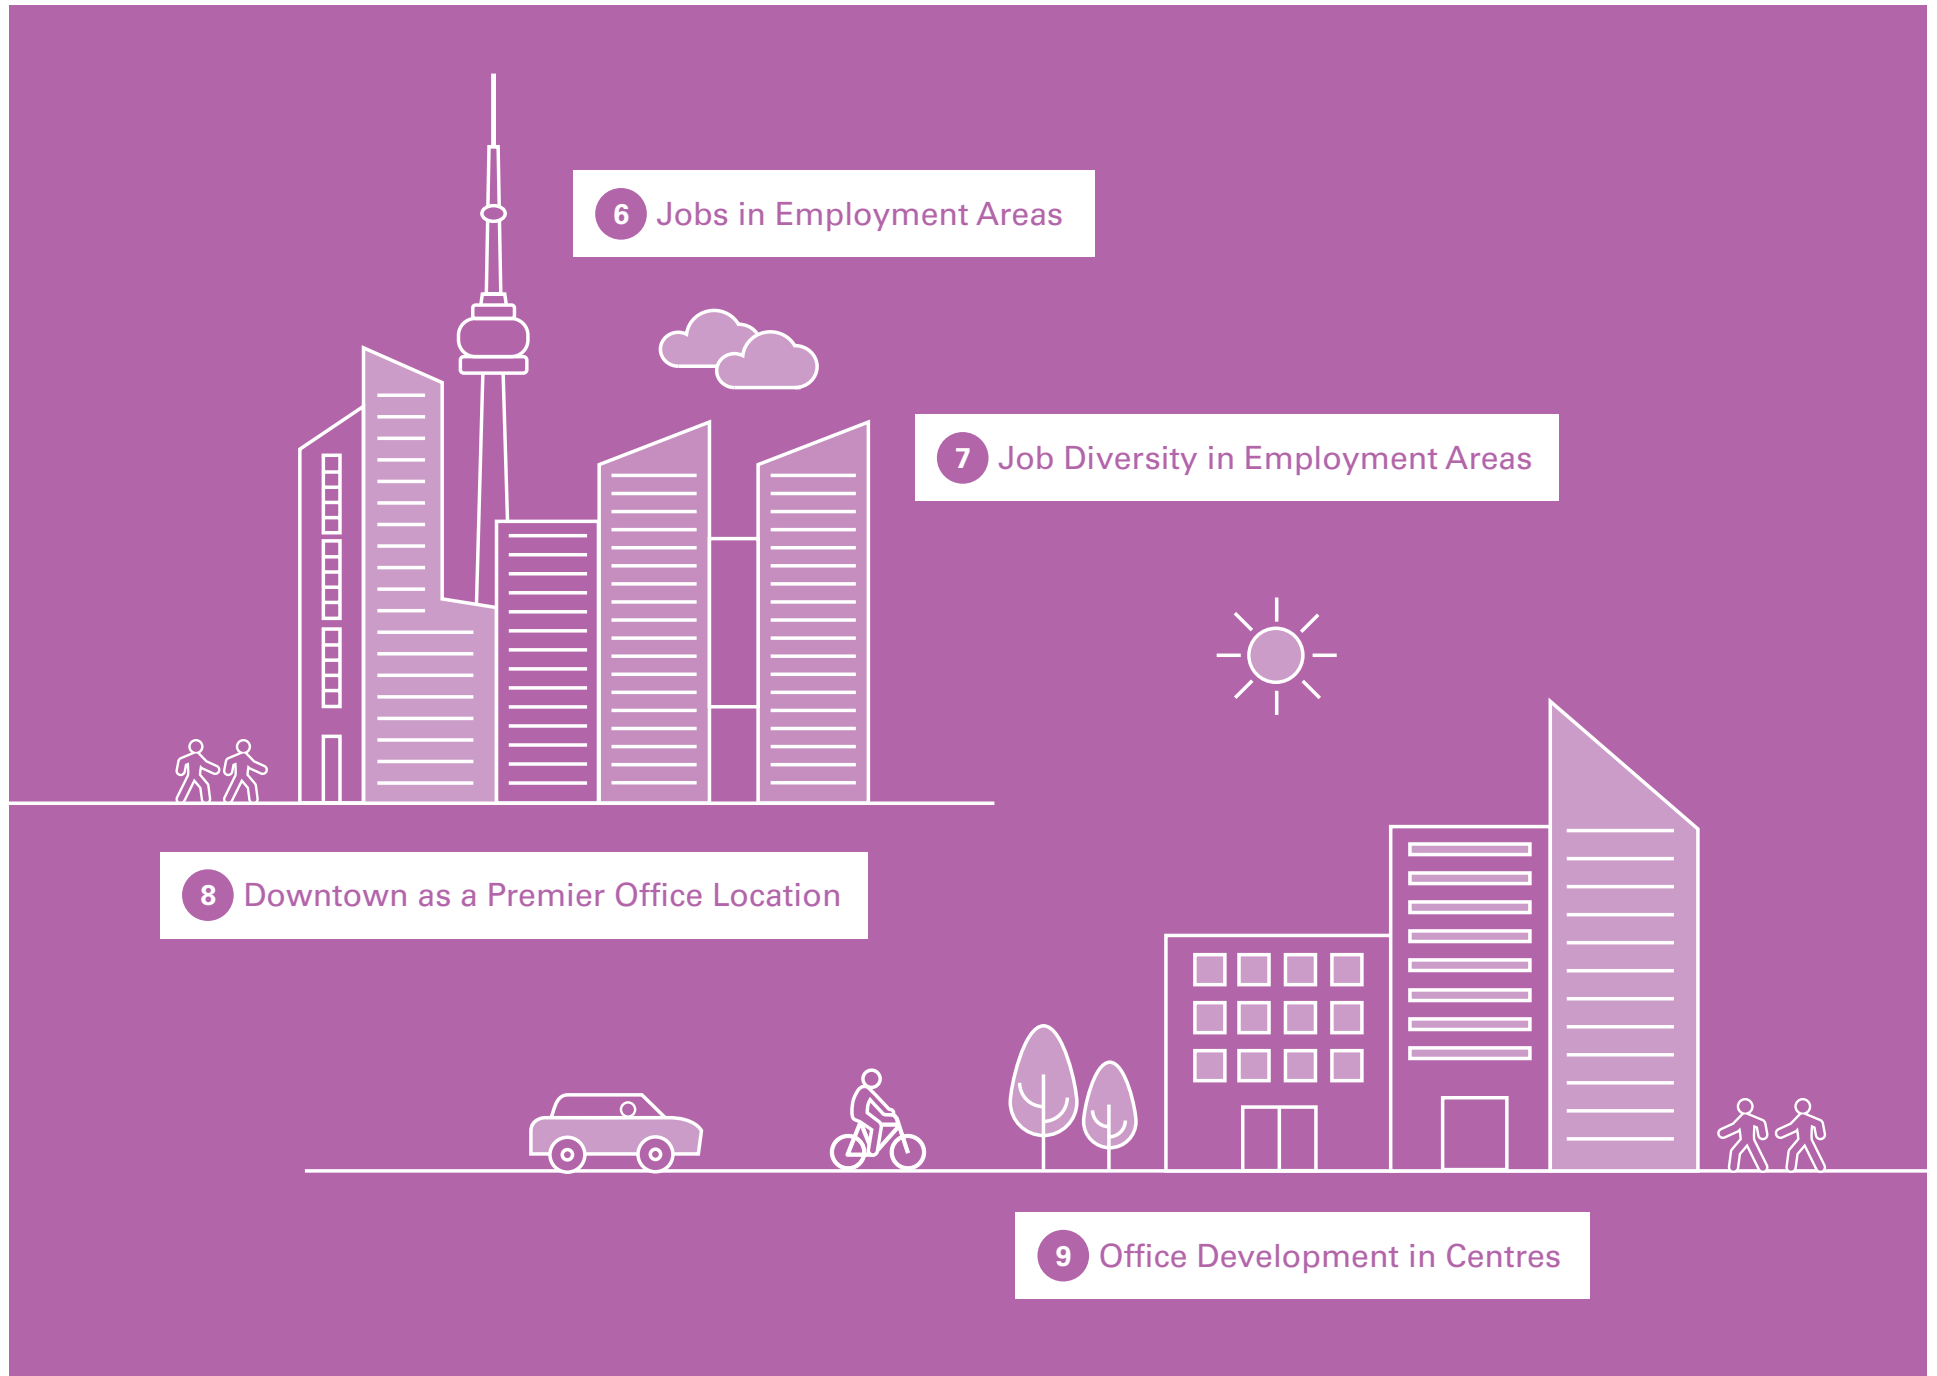 6 Jobs in Employment Areas
7 Job Diversity in Employment Areas
8 Downtown as a Premier Office Location
9 Office Development in Centres